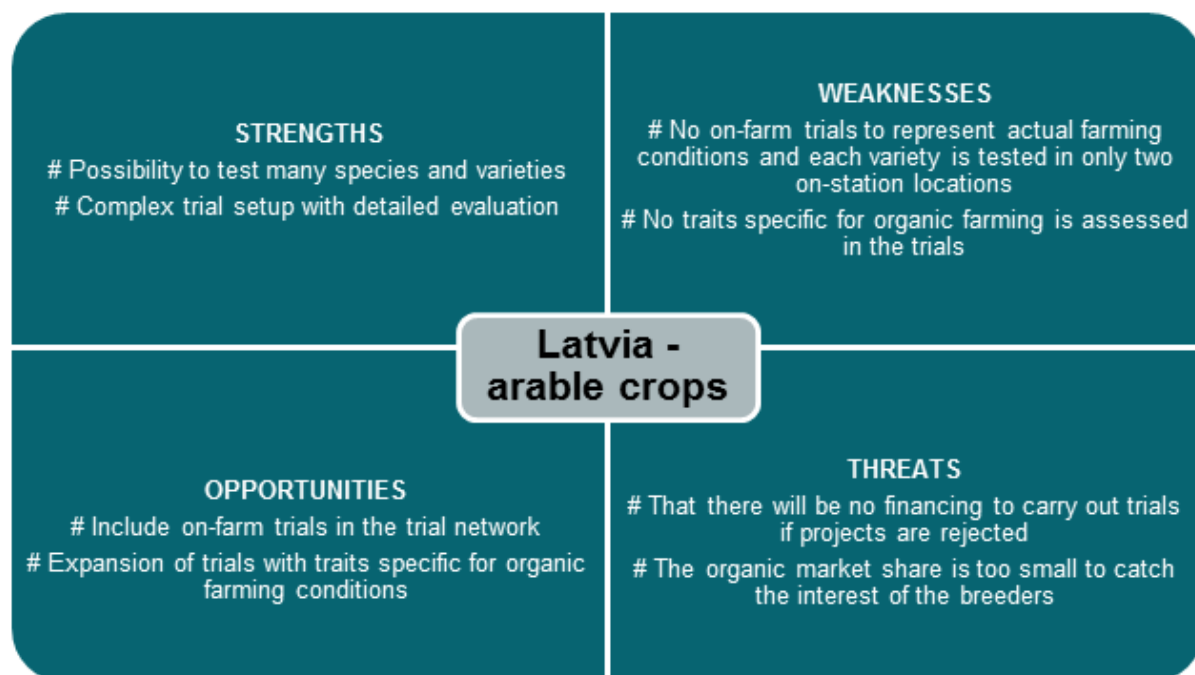 STRENGTHS
# Possibility to test many species and varieties
# Complex trial setup with detailed evaluation
WEAKNESSES
# No on-farm trials to represent actual farming
conditions and each variety is tested in only two
on-station locations
# No traits specific for organic farming is assessed
in the trials
Latvia -
arable crops
OPPORTUNITIES
# Include on-farm trials in the trial network
# Expansion of trials with traits specific for organic
farming conditions
THREATS
# That there will be no financing to carry out trials
if projects are rejected
# The organic market share is too small to catch
the interest of the breeders